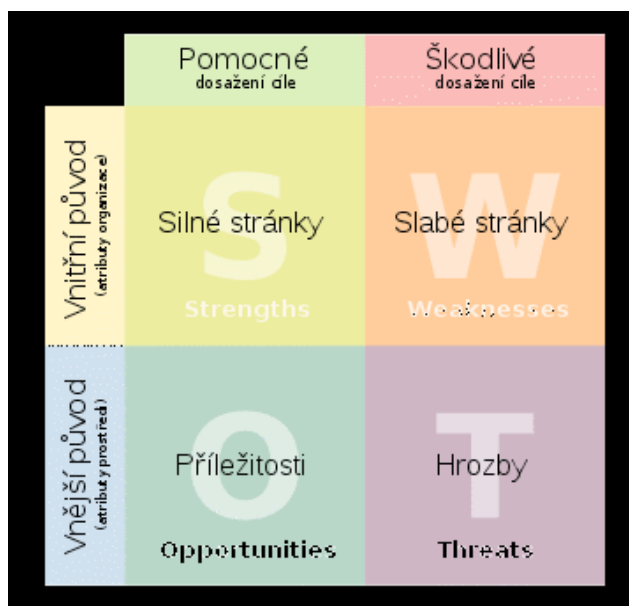 Pomocné
dosažení cíle
Škodlivé
dosažení cíle
Vnitřní původ
(atributy organizace)
S
Silné stránky
Strengths
W
Slabé stránky
Weaknesses
Vnější původ
(atributy prostředí)
O
Příležitosti
Opportunities
T
Hrozby
Threats